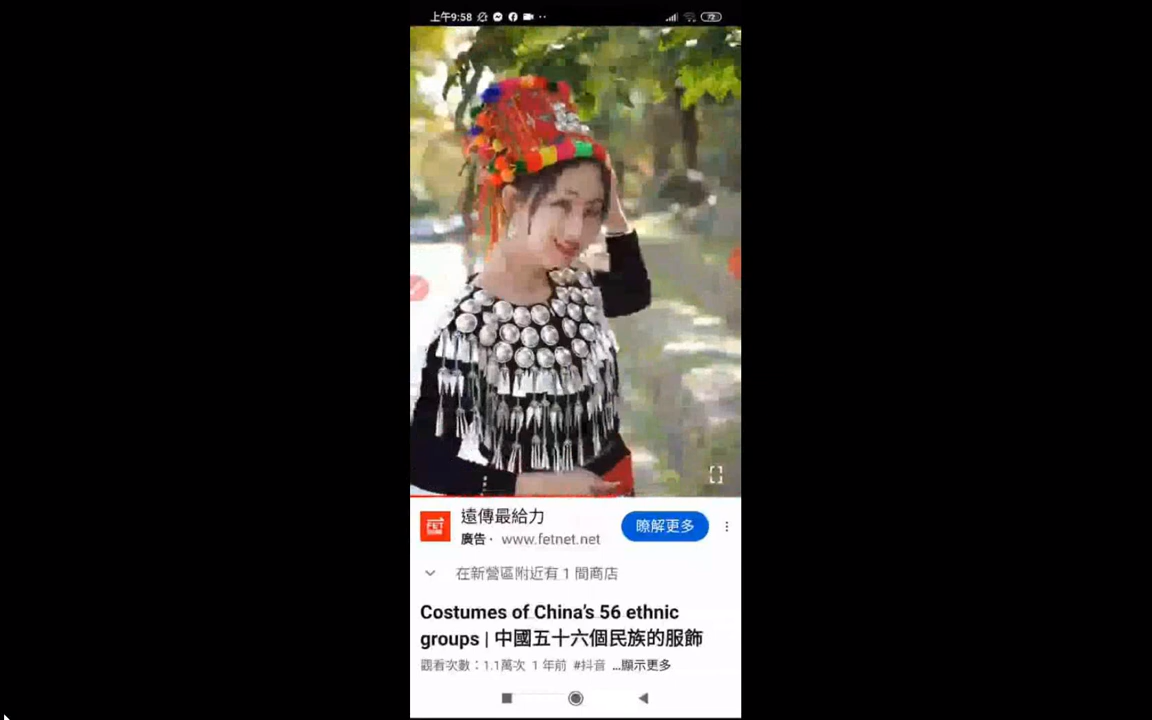 上午9:58
72
遠傳最給力
FET
廣告 · www.fetnet.net
瞭解更多
在新營區附近有 1 間商店
Costumes of China's 56 ethnic
groups | 中國五十六個民族的服飾
觀看次數：1.1萬次 1 年前 #抖音 ...顯示更多